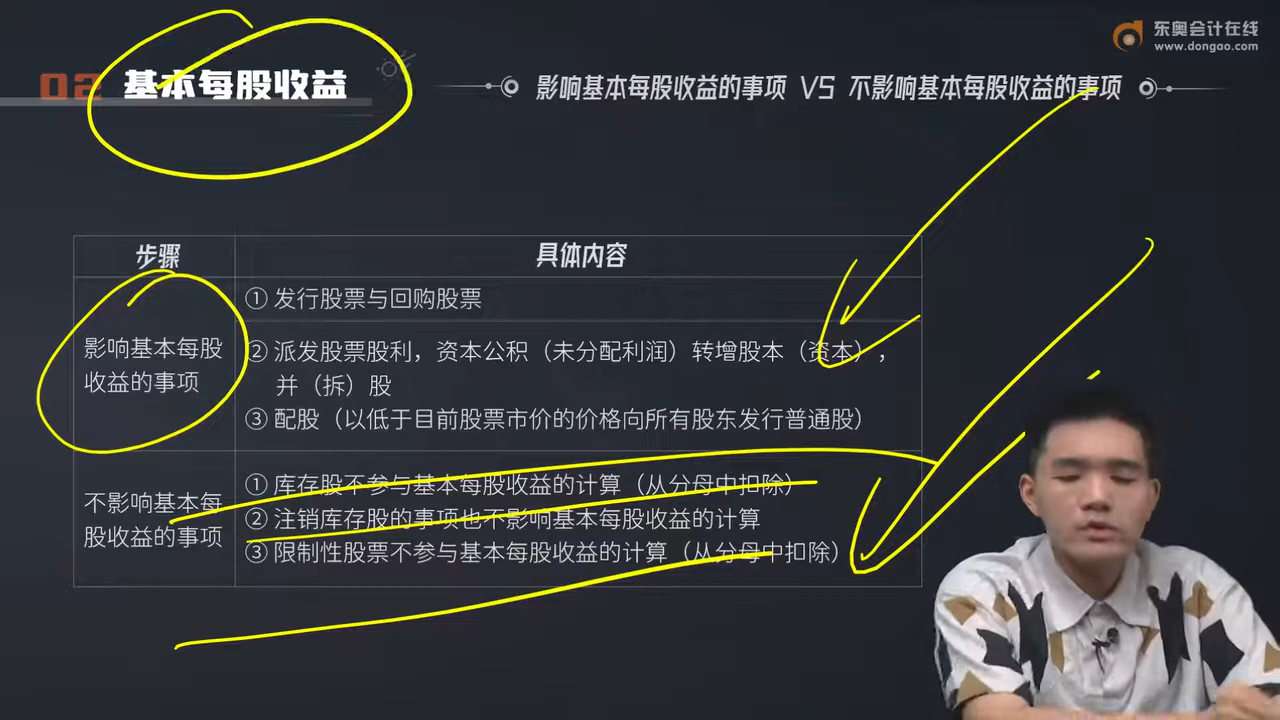 东奥会计在线
www.dongao.com
02 基本每股收益
影响基本每股收益的事项 VS 不影响基本每股收益的事项
步骤
具体内容
影响基本每股
收益的事项
① 发行股票与回购股票
② 派发股票股利，资本公积（未分配利润）转增股本（资本），
并（拆）股
③ 配股（以低于目前股票市价的价格向所有股东发行普通股）
不影响基本每
股收益的事项
① 库存股不参与基本每股收益的计算（从分母中扣除）
② 注销库存股的事项也不影响基本每股收益的计算
③ 限制性股票不参与基本每股收益的计算（从分母中扣除）